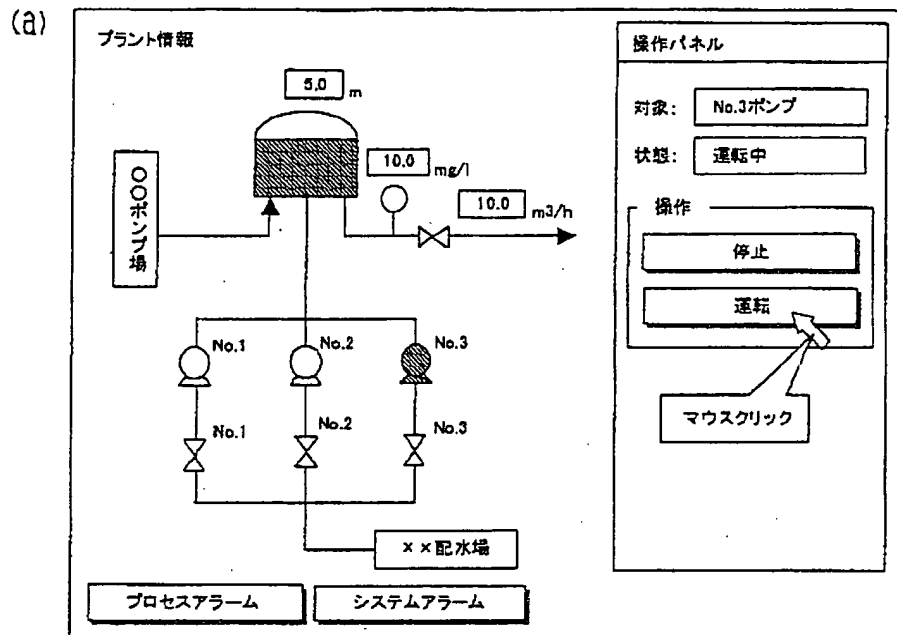 (a)
プラント情報
5.0 m
10.0 mg/l
10.0 m3/h
〇〇ポンプ場
No.1
No.2
No.3
No.1
No.2
No.3
××配水場
プロセスアラーム
システムアラーム
操作パネル
対象: No.3ポンプ
状態: 運転中
操作
停止
運転
マウスクリック